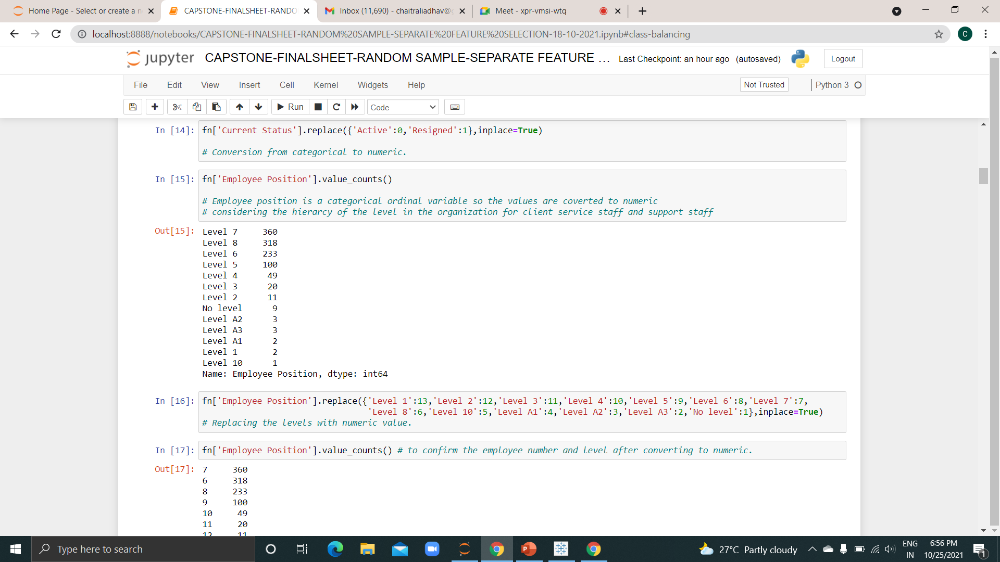 Home Page - Select or create a n
CAPSTONE-FINALSHEET-RANDO
Inbox (11,690) - chaitraliadhav@g
Meet - xpr-vmsi-wtq
localhost:8888/notebooks/CAPSTONE-FINALSHEET-RANDOM%20SAMPLE-SEPARATE%20FEATURE%20SELECTION-18-10-2021.ipynb#class-balancing
C
jupyter CAPSTONE-FINALSHEET-RANDOM SAMPLE-SEPARATE FEATURE ... Last Checkpoint: an hour ago (autosaved)
Logout
File Edit View Insert Cell Kernel Widgets Help
Not Trusted
Python 3
Run
Code
In [14]: fn['Current Status'].replace({'Active':0,'Resigned':1},inplace=True)
# Conversion from categorical to numeric.
In [15]: fn['Employee Position'].value_counts()
# Employee position is a categorical ordinal variable so the values are coverted to numeric
# considering the hierarcy of the level in the organization for client service staff and support staff
Out[15]: Level 7 360
Level 8 318
Level 6 233
Level 5 100
Level 4 49
Level 3 20
Level 2 11
No level 9
Level A2 3
Level A3 3
Level A1 2
Level 1 2
Level 10 1
Name: Employee Position, dtype: int64
In [16]: fn['Employee Position'].replace({'Level 1':13,'Level 2':12,'Level 3':11,'Level 4':10,'Level 5':9,'Level 6':8,'Level 7':7,
'Level 8':6,'Level 10':5,'Level A1':4,'Level A2':3,'Level A3':2,'No level':1},inplace=True)
# Replacing the levels with numeric value.
In [17]: fn['Employee Position'].value_counts() # to confirm the employee number and level after converting to numeric.
Out[17]: 7 360
6 318
8 233
9 100
10 49
11 20
12 11
Type here to search
27°C Partly cloudy
ENG
IN
6:56 PM
10/25/2021
1